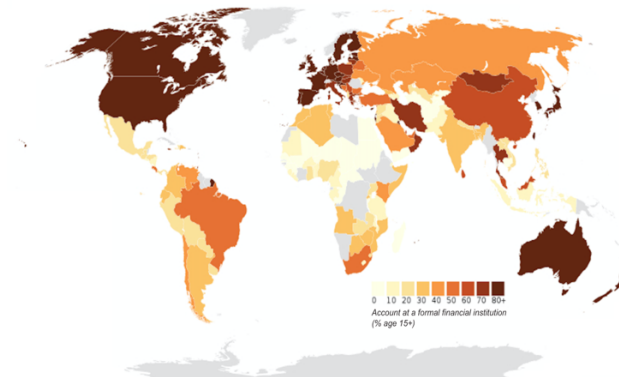 0 10 20 30 40 50 60 70 80+
Account at a formal financial institution
(% age 15+)